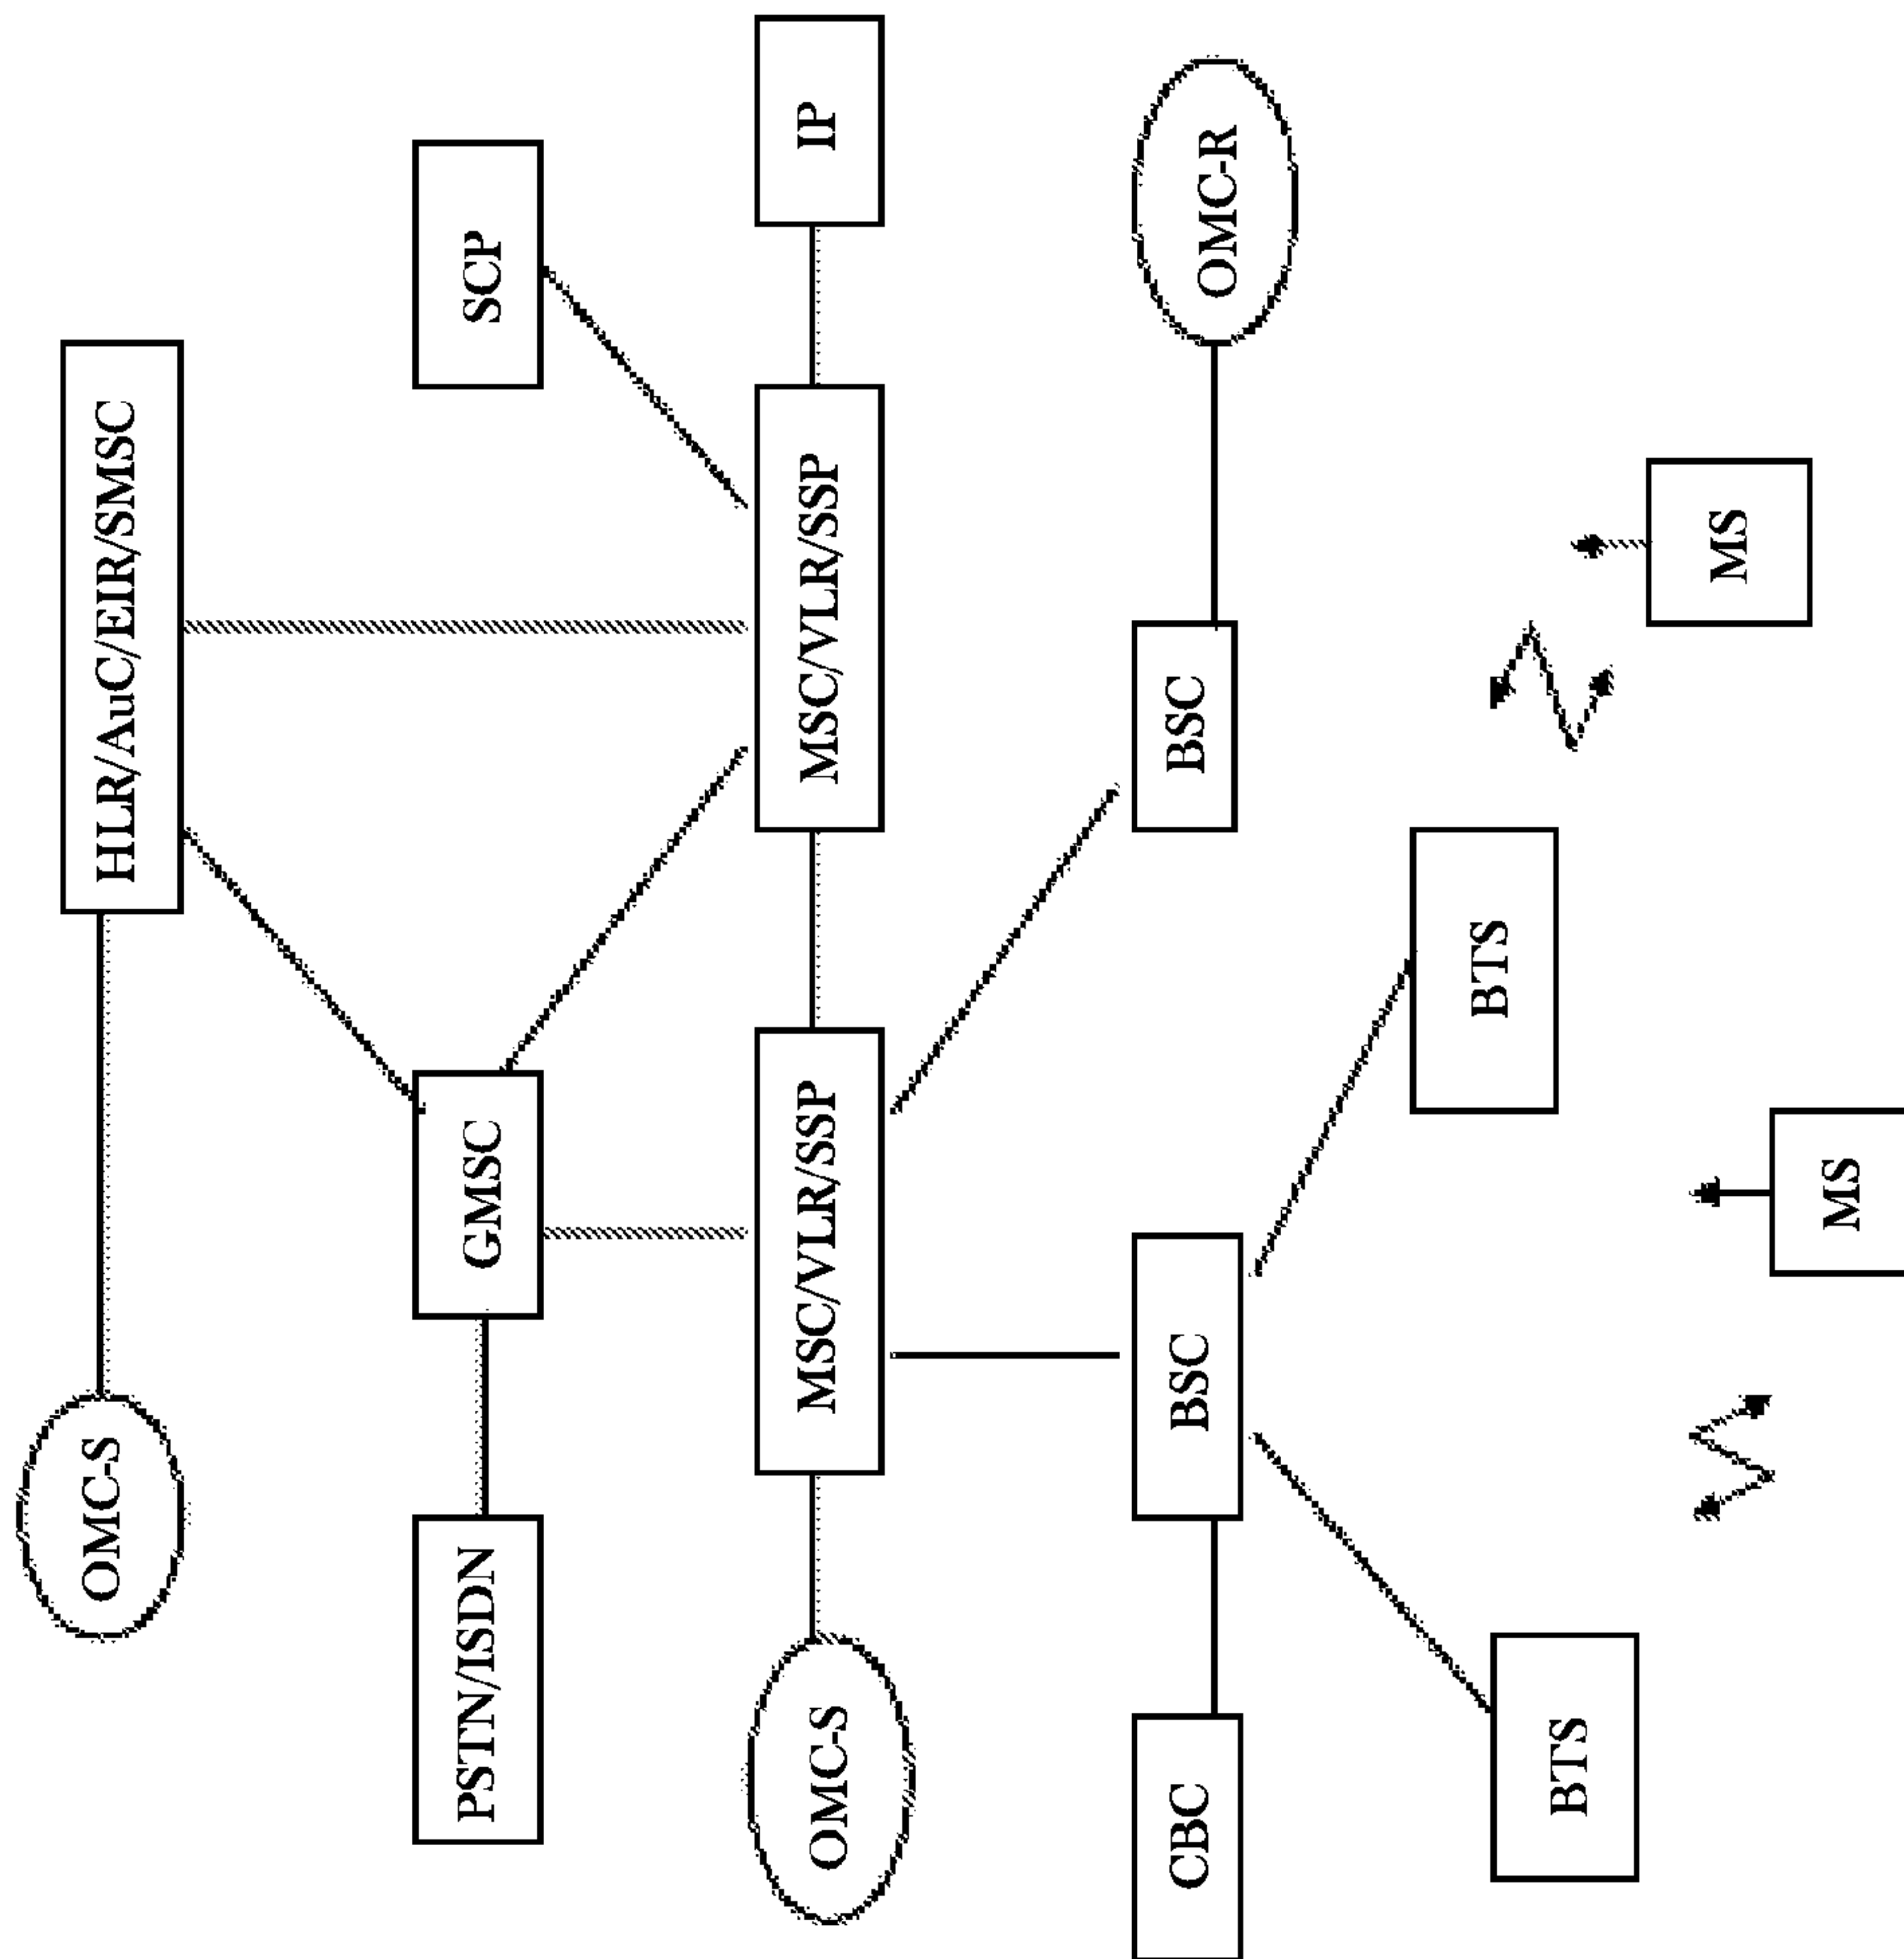 OMC-S
HLR/AuC/EIR/SMSC
PSTN/ISDN
GMSC
SCP
OMC-S
MSC/VLR/SSP
MSC/VLR/SSP
IP
CBC
BSC
BSC
OMC-R
BTS
BTS
MS
MS